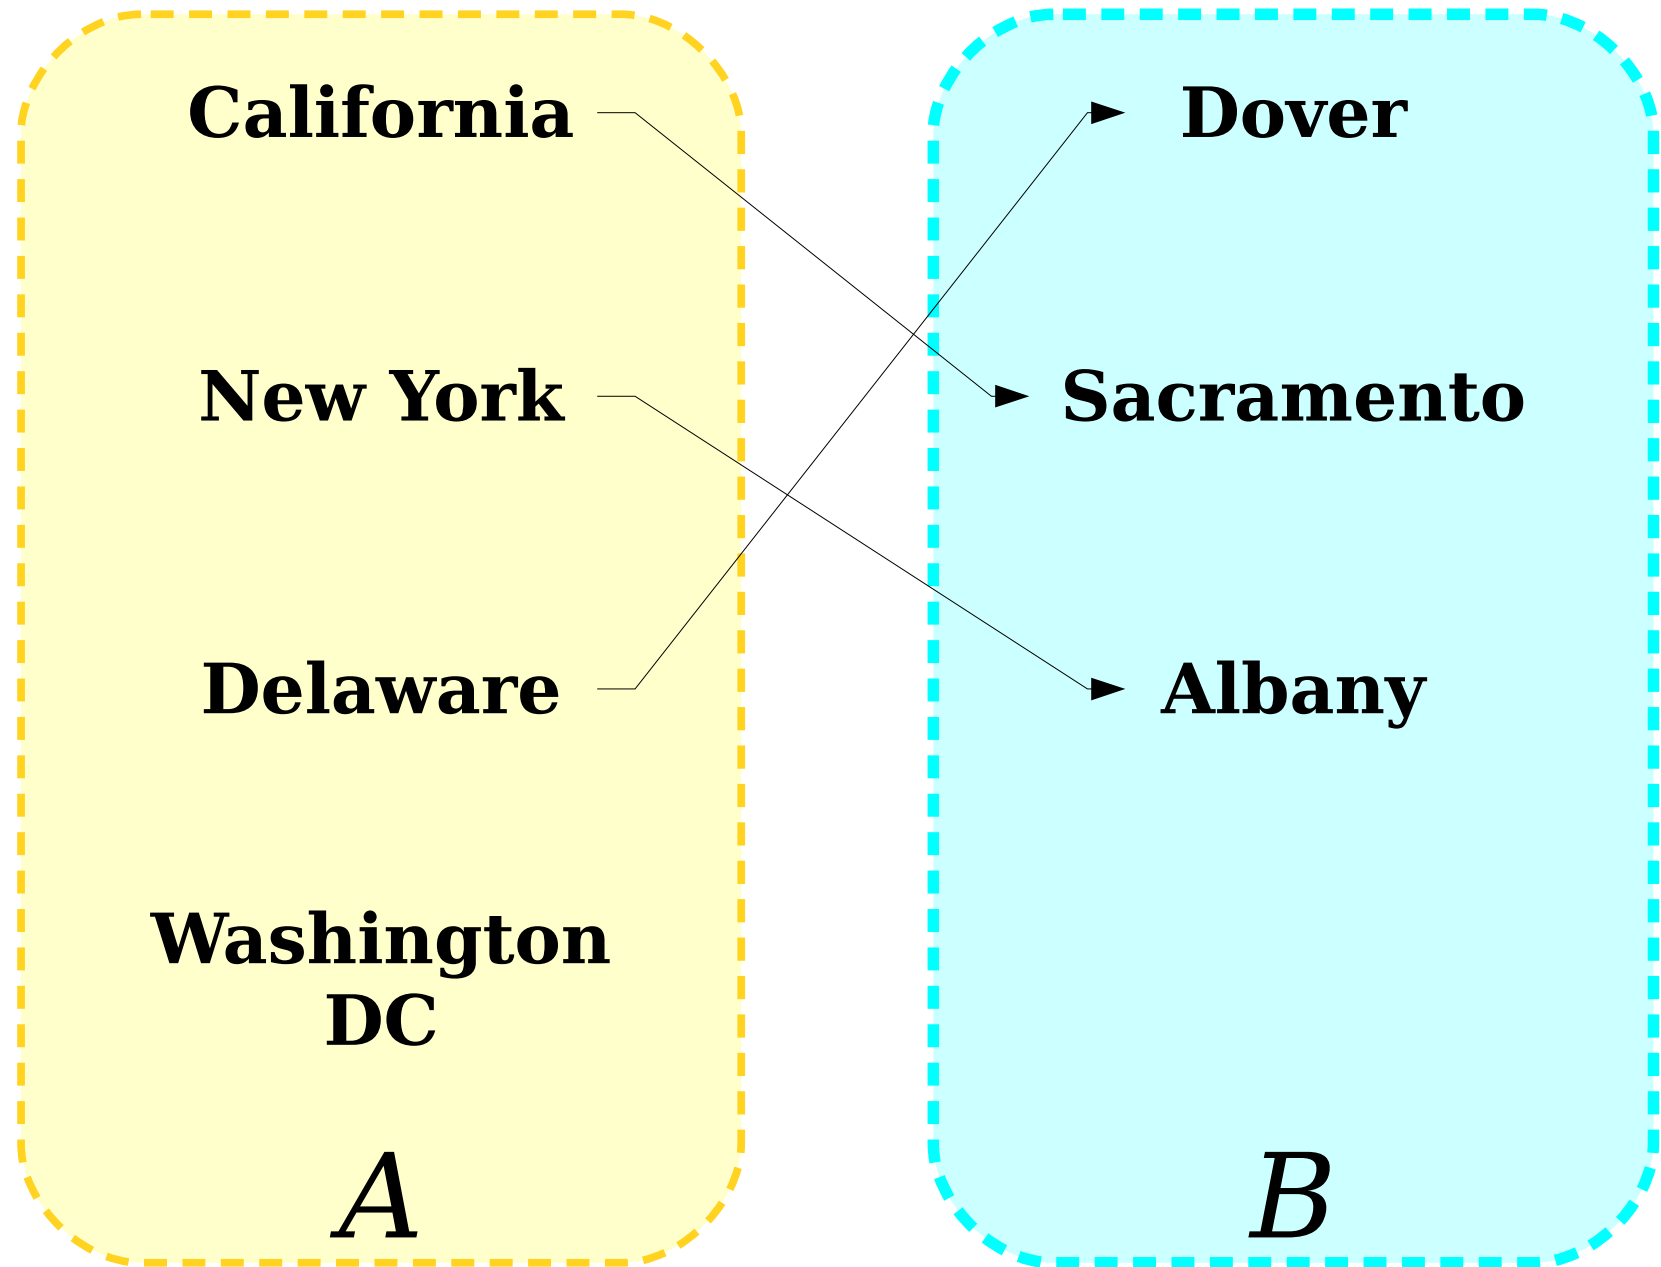 California
Dover
New York
Sacramento
Delaware
Albany
Washington
DC
A
B